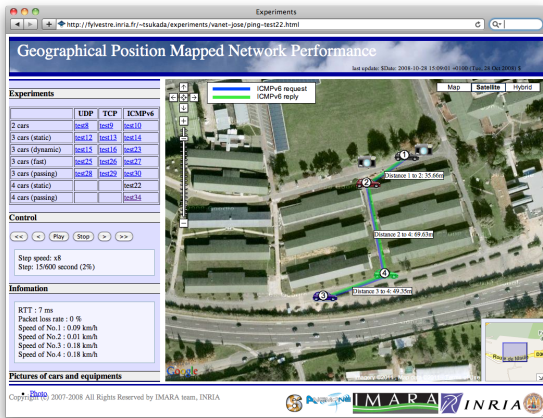 Experiments
http://fylvestre.inria.fr/~tsukada/experiments/vanet-jose/ping-test22.html
Geographical Position Mapped Network Performance
last update: $Data: 2008-10-28 15:09:01 +0100 (Tue, 28 Oct 2008) $
Experiments
UDP TCP ICMPv6
2 cars test8 test9 test10
3 cars (static) test12 test13 test14
3 cars (dynamic) test15 test16 test23
3 cars (fast) test25 test26 test27
3 cars (passing) test28 test29 test30
4 cars (static) test22
4 cars (passing) test34
Control
<< < Play Stop > >>
Step speed: x8
Step: 15/600 second (2%)
Infomation
RTT : 7 ms
Packet loss rate : 0 %
Speed of No.1 : 0.09 km/h
Speed of No.2 : 0.01 km/h
Speed of No.3 : 0.18 km/h
Speed of No.4 : 0.18 km/h
Pictures of cars and equipments
Photo
ICMPv6 request
ICMPv6 reply
Map Satellite Hybrid
1
2
Distance 1 to 2: 35.66m
Distance 2 to 4: 69.63m
4
3
Distance 3 to 4: 49.35m
Google
Copyright (c) 2007-2008 All Rights Reserved by IMARA team, INRIA
IMARA
INRIA